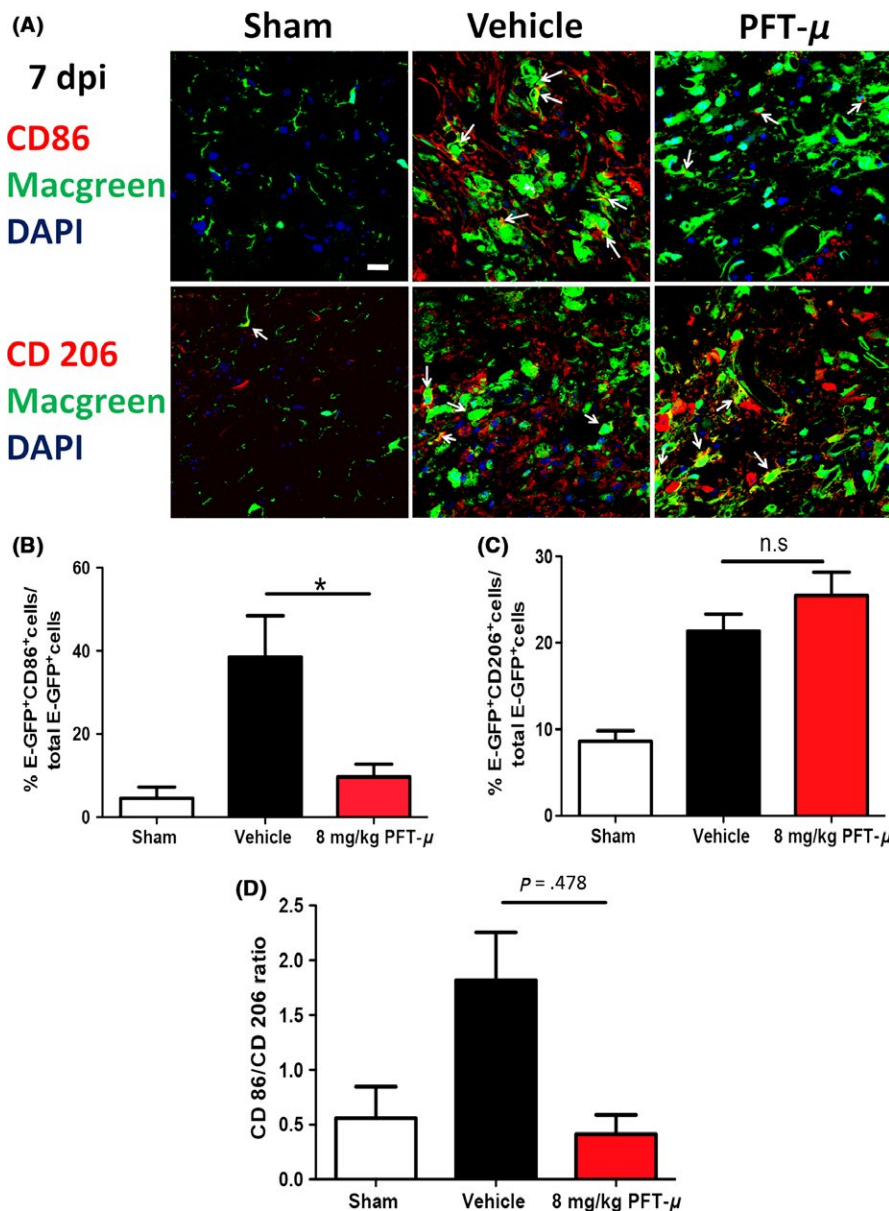 (A)
Sham
Vehicle
PFT-μ
7 dpi
CD86
Macgreen
DAPI
CD 206
Macgreen
DAPI
(B)
% E-GFP⁺CD86⁺cells/
total E-GFP⁺cells
60
40
20
0
*
Sham
Vehicle
8 mg/kg PFT-μ
(C)
% E-GFP⁺CD206⁺cells/
total E-GFP⁺ cells
30
20
10
0
n.s
Sham
Vehicle
8 mg/kg PFT-μ
(D)
CD 86/CD 206 ratio
2.5
2.0
1.5
1.0
0.5
0.0
P = .478
Sham
Vehicle
8 mg/kg PFT-μ